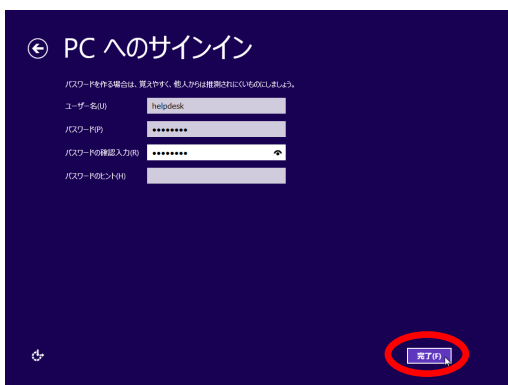 PC へのサインイン
パスワードを作る場合は、覚えやすく、他人からは推測されにくいものにしましょう。
ユーザー名(U) helpdesk
パスワード(P) ••••••••
パスワードの確認入力(R) ••••••••
パスワードのヒント(H)
完了(F)